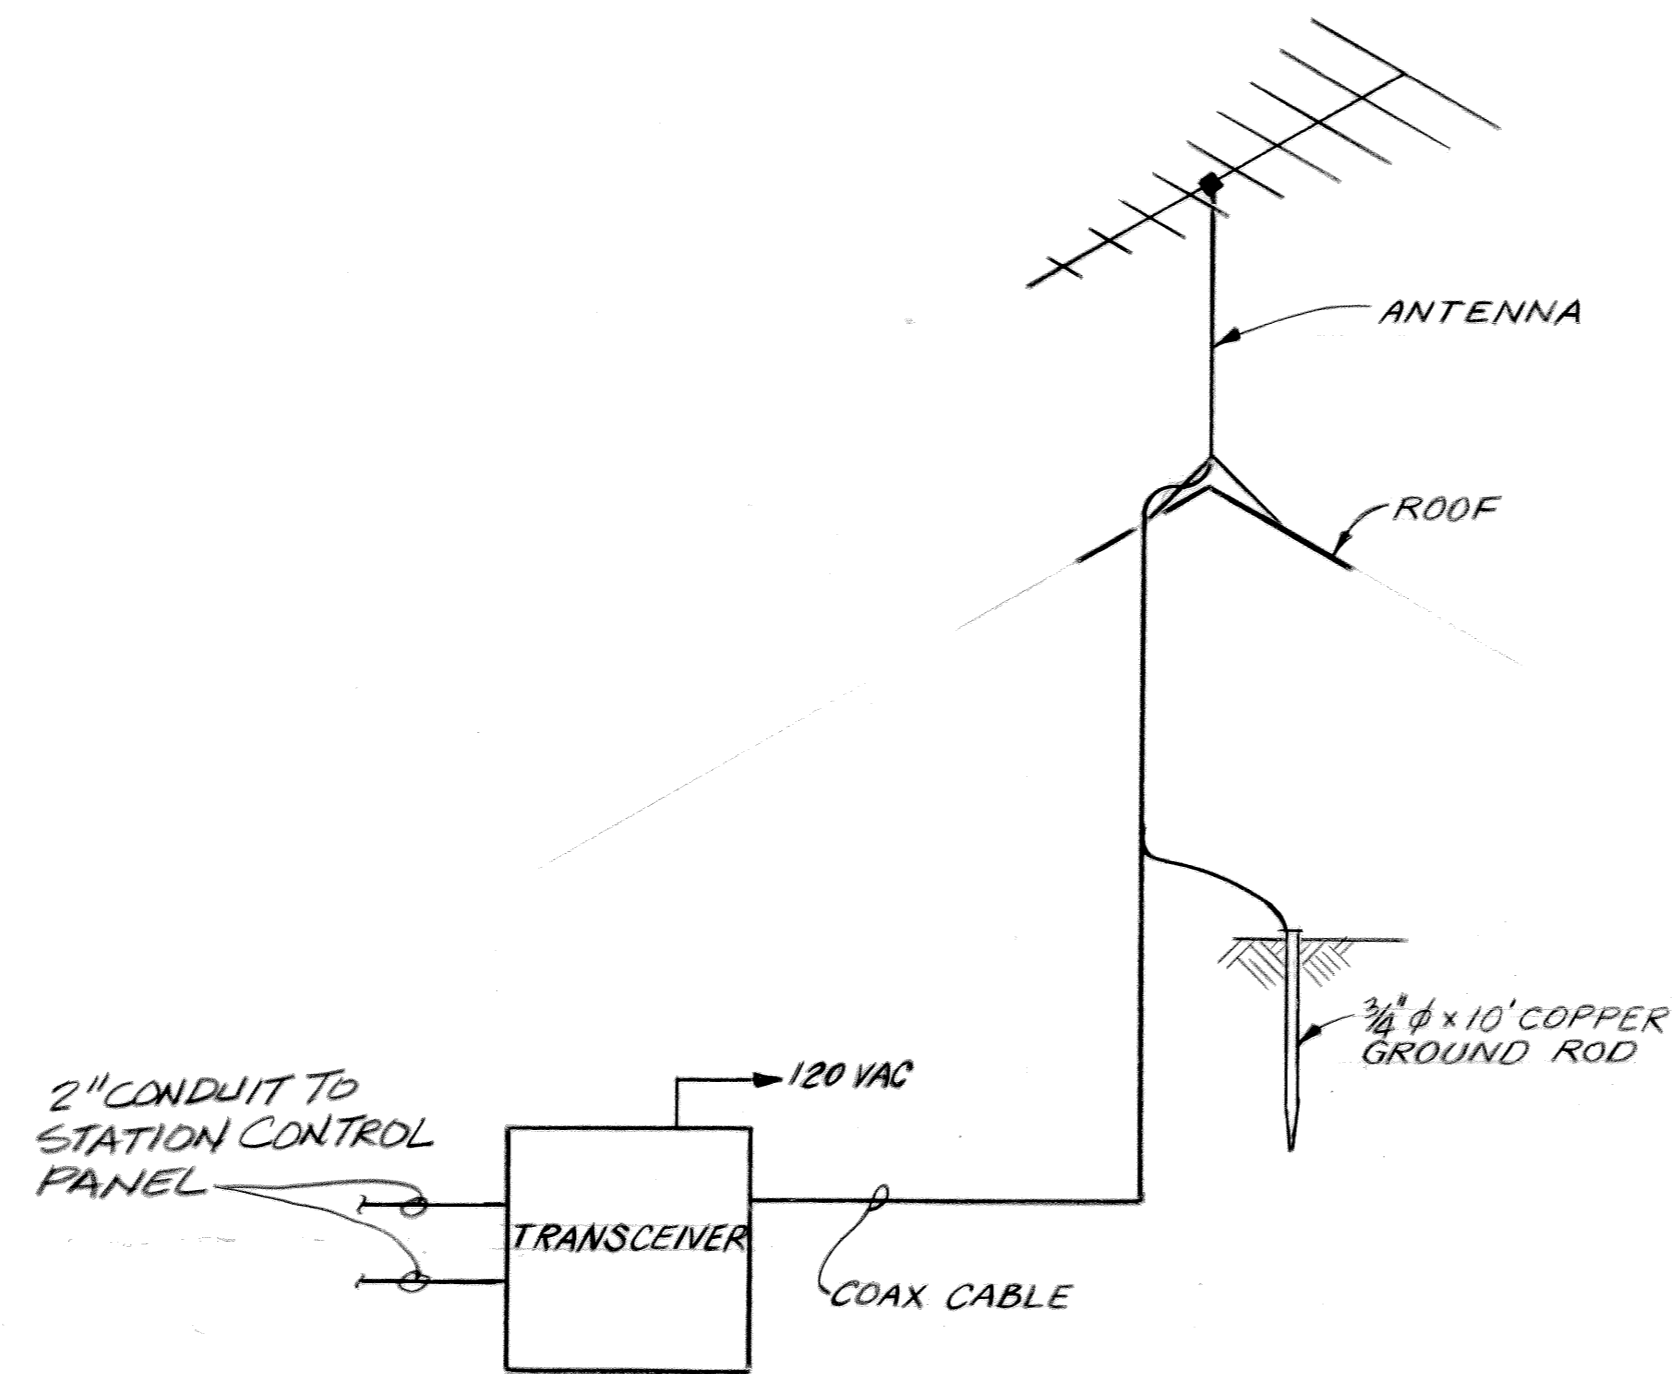 ANTENNA
ROOF
3/4"ϕ x 10' COPPER
GROUND ROD
120 VAC
2" CONDUIT TO
STATION CONTROL
PANEL
TRANSCEIVER
COAX CABLE